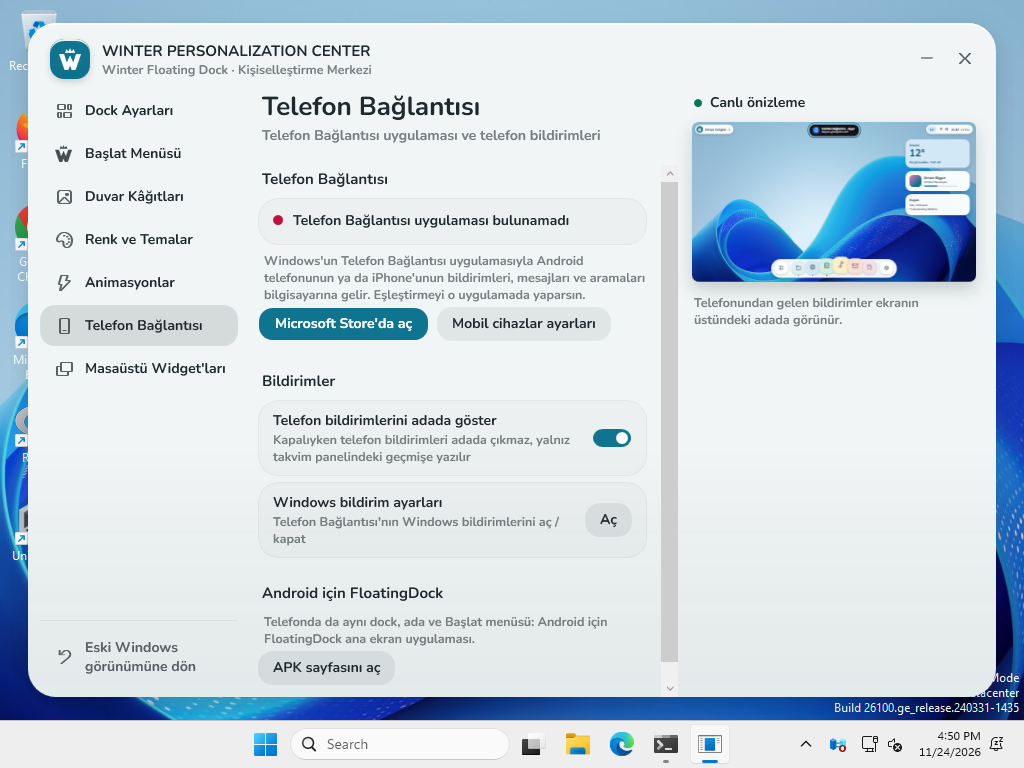 WINTER PERSONALIZATION CENTER
Winter Floating Dock · Kişiselleştirme Merkezi
Dock Ayarları
Başlat Menüsü
Duvar Kâğıtları
Renk ve Temalar
Animasyonlar
Telefon Bağlantısı
Masaüstü Widget'ları
Eski Windows
görünümüne dön
Telefon Bağlantısı
Telefon Bağlantısı uygulaması ve telefon bildirimleri
Telefon Bağlantısı
Telefon Bağlantısı uygulaması bulunamadı
Windows'un Telefon Bağlantısı uygulamasıyla Android
telefonunun ya da iPhone'unun bildirimleri, mesajları ve aramaları
bilgisayarına gelir. Eşleştirmeyi o uygulamada yaparsın.
Microsoft Store'da aç
Mobil cihazlar ayarları
Bildirimler
Telefon bildirimlerini adada göster
Kapalıyken telefon bildirimleri adada çıkmaz, yalnız
takvim panelindeki geçmişe yazılır
Windows bildirim ayarları
Telefon Bağlantısı'nın Windows bildirimlerini aç /
kapat
Aç
Android için FloatingDock
Telefonda da aynı dock, ada ve Başlat menüsü: Android için
FloatingDock ana ekran uygulaması.
APK sayfasını aç
Canlı önizleme
12°
Telefonundan gelen bildirimler ekranın
üstündeki adada görünür.
Rec
Mi
Un
Mode
Build 26100.ge_release.240331-1435
Search
4:50 PM
11/24/2026